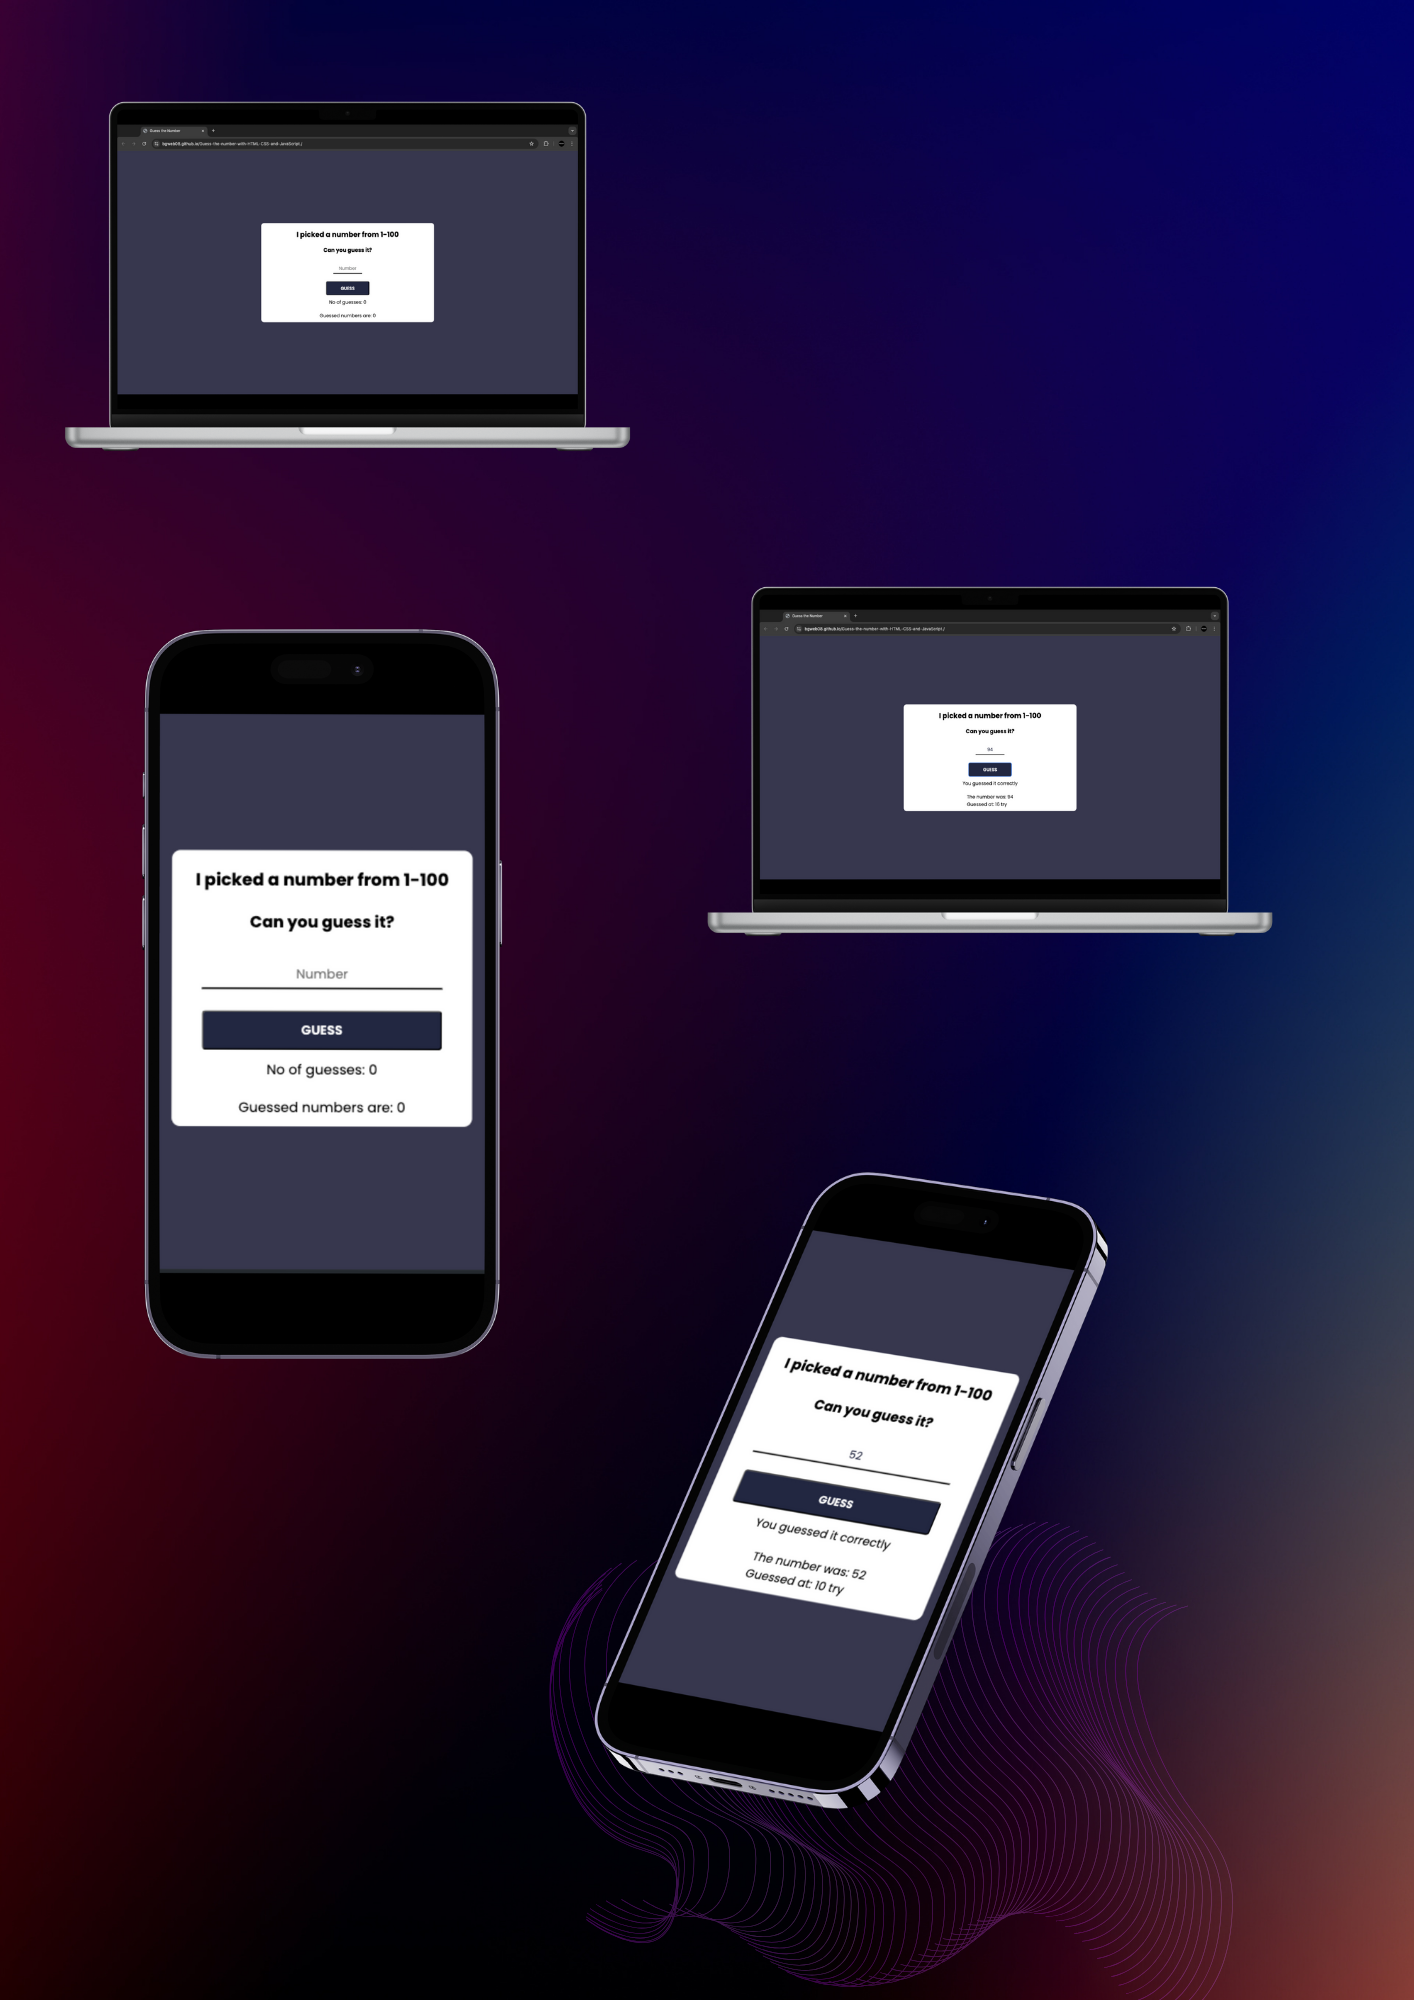 Guess the Number
bqweb08.github.io/Guess-the-number-with-HTML-CSS-and-JavaScript./
I picked a number from 1-100
Can you guess it?
Number
GUESS
No of guesses: 0
Guessed numbers are: 0
Guess the Number
bqweb08.github.io/Guess-the-number-with-HTML-CSS-and-JavaScript./
I picked a number from 1-100
Can you guess it?
94
GUESS
You guessed it correctly
The number was: 94
Guessed at: 16 try
I picked a number from 1-100
Can you guess it?
Number
GUESS
No of guesses: 0
Guessed numbers are: 0
I picked a number from 1-100
Can you guess it?
52
GUESS
You guessed it correctly
The number was: 52
Guessed at: 10 try